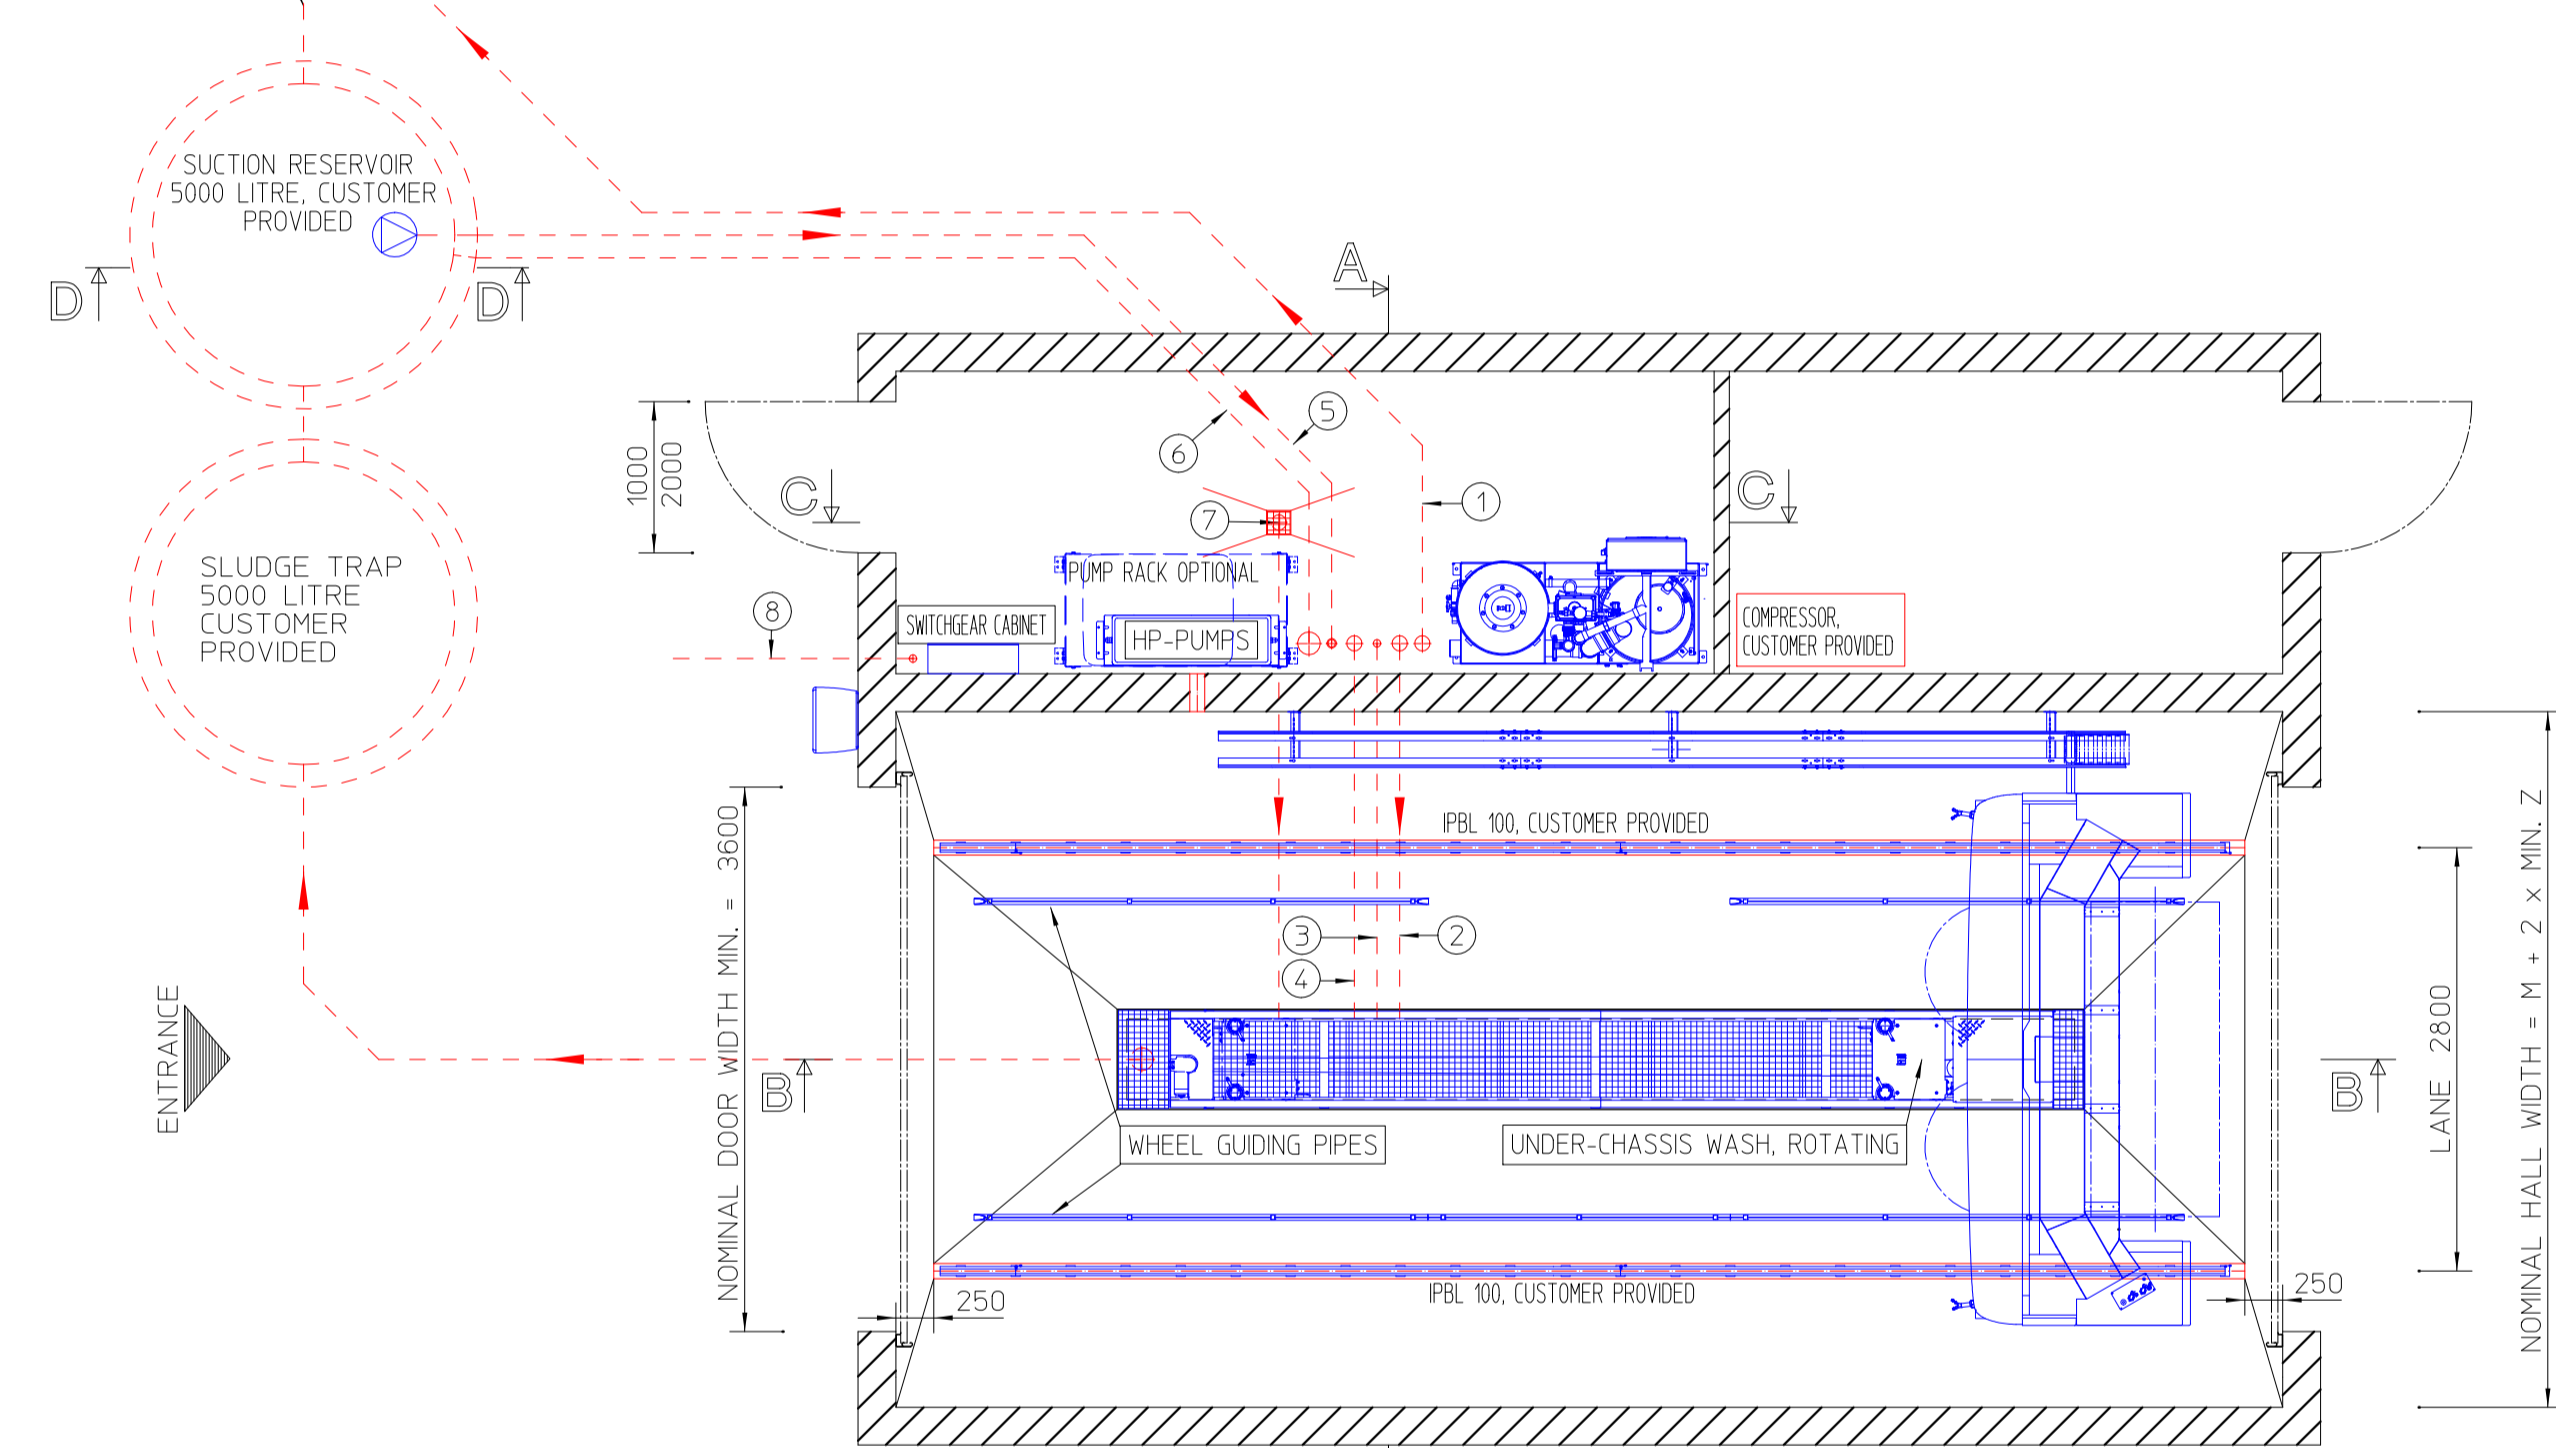 SUCTION RESERVOIR
5000 LITRE, CUSTOMER
PROVIDED
D
D
A
5
6
1000
2000
C
C
7
1
SLUDGE TRAP
5000 LITRE
CUSTOMER
PROVIDED
PUMP RACK OPTIONAL
8
SWITCHGEAR CABINET
HP-PUMPS
COMPRESSOR,
CUSTOMER PROVIDED
IPBL 100, CUSTOMER PROVIDED
3
2
4
ENTRANCE
NOMINAL DOOR WIDTH MIN. = 3600
B
B
LANE 2800
NOMINAL HALL WIDTH = M + 2 x MIN. Z
WHEEL GUIDING PIPES
UNDER-CHASSIS WASH, ROTATING
250
IPBL 100, CUSTOMER PROVIDED
250